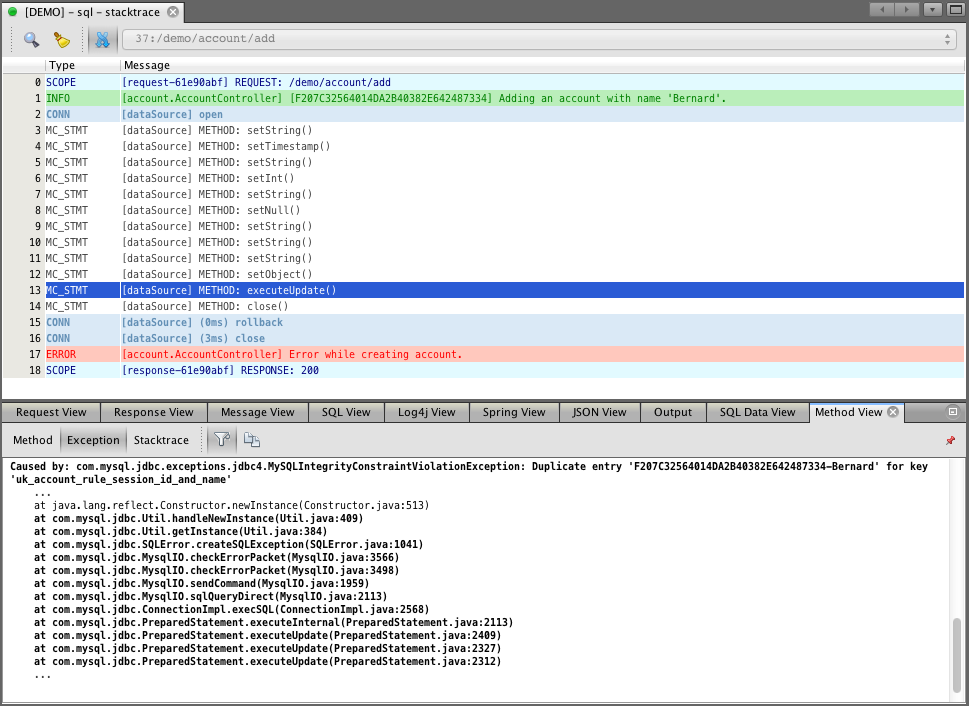 [DEMO] – sql – stacktrace
37:/demo/account/add
Type Message
0 SCOPE [request-61e90abf] REQUEST: /demo/account/add
1 INFO [account.AccountController] [F207C32564014DA2B40382E642487334] Adding an account with name 'Bernard'.
2 CONN [dataSource] open
3 MC_STMT [dataSource] METHOD: setString()
4 MC_STMT [dataSource] METHOD: setTimestamp()
5 MC_STMT [dataSource] METHOD: setString()
6 MC_STMT [dataSource] METHOD: setInt()
7 MC_STMT [dataSource] METHOD: setString()
8 MC_STMT [dataSource] METHOD: setNull()
9 MC_STMT [dataSource] METHOD: setString()
10 MC_STMT [dataSource] METHOD: setString()
11 MC_STMT [dataSource] METHOD: setString()
12 MC_STMT [dataSource] METHOD: setObject()
13 MC_STMT [dataSource] METHOD: executeUpdate()
14 MC_STMT [dataSource] METHOD: close()
15 CONN [dataSource] (0ms) rollback
16 CONN [dataSource] (3ms) close
17 ERROR [account.AccountController] Error while creating account.
18 SCOPE [response-61e90abf] RESPONSE: 200
Request View Response View Message View SQL View Log4j View Spring View JSON View Output SQL Data View Method View
Method Exception Stacktrace
Caused by: com.mysql.jdbc.exceptions.jdbc4.MySQLIntegrityConstraintViolationException: Duplicate entry 'F207C32564014DA2B40382E642487334-Bernard' for key
'uk_account_rule_session_id_and_name'
...
at java.lang.reflect.Constructor.newInstance(Constructor.java:513)
at com.mysql.jdbc.Util.handleNewInstance(Util.java:409)
at com.mysql.jdbc.Util.getInstance(Util.java:384)
at com.mysql.jdbc.SQLError.createSQLException(SQLError.java:1041)
at com.mysql.jdbc.MysqlIO.checkErrorPacket(MysqlIO.java:3566)
at com.mysql.jdbc.MysqlIO.checkErrorPacket(MysqlIO.java:3498)
at com.mysql.jdbc.MysqlIO.sendCommand(MysqlIO.java:1959)
at com.mysql.jdbc.MysqlIO.sqlQueryDirect(MysqlIO.java:2113)
at com.mysql.jdbc.ConnectionImpl.execSQL(ConnectionImpl.java:2568)
at com.mysql.jdbc.PreparedStatement.executeInternal(PreparedStatement.java:2113)
at com.mysql.jdbc.PreparedStatement.executeUpdate(PreparedStatement.java:2409)
at com.mysql.jdbc.PreparedStatement.executeUpdate(PreparedStatement.java:2327)
at com.mysql.jdbc.PreparedStatement.executeUpdate(PreparedStatement.java:2312)
...